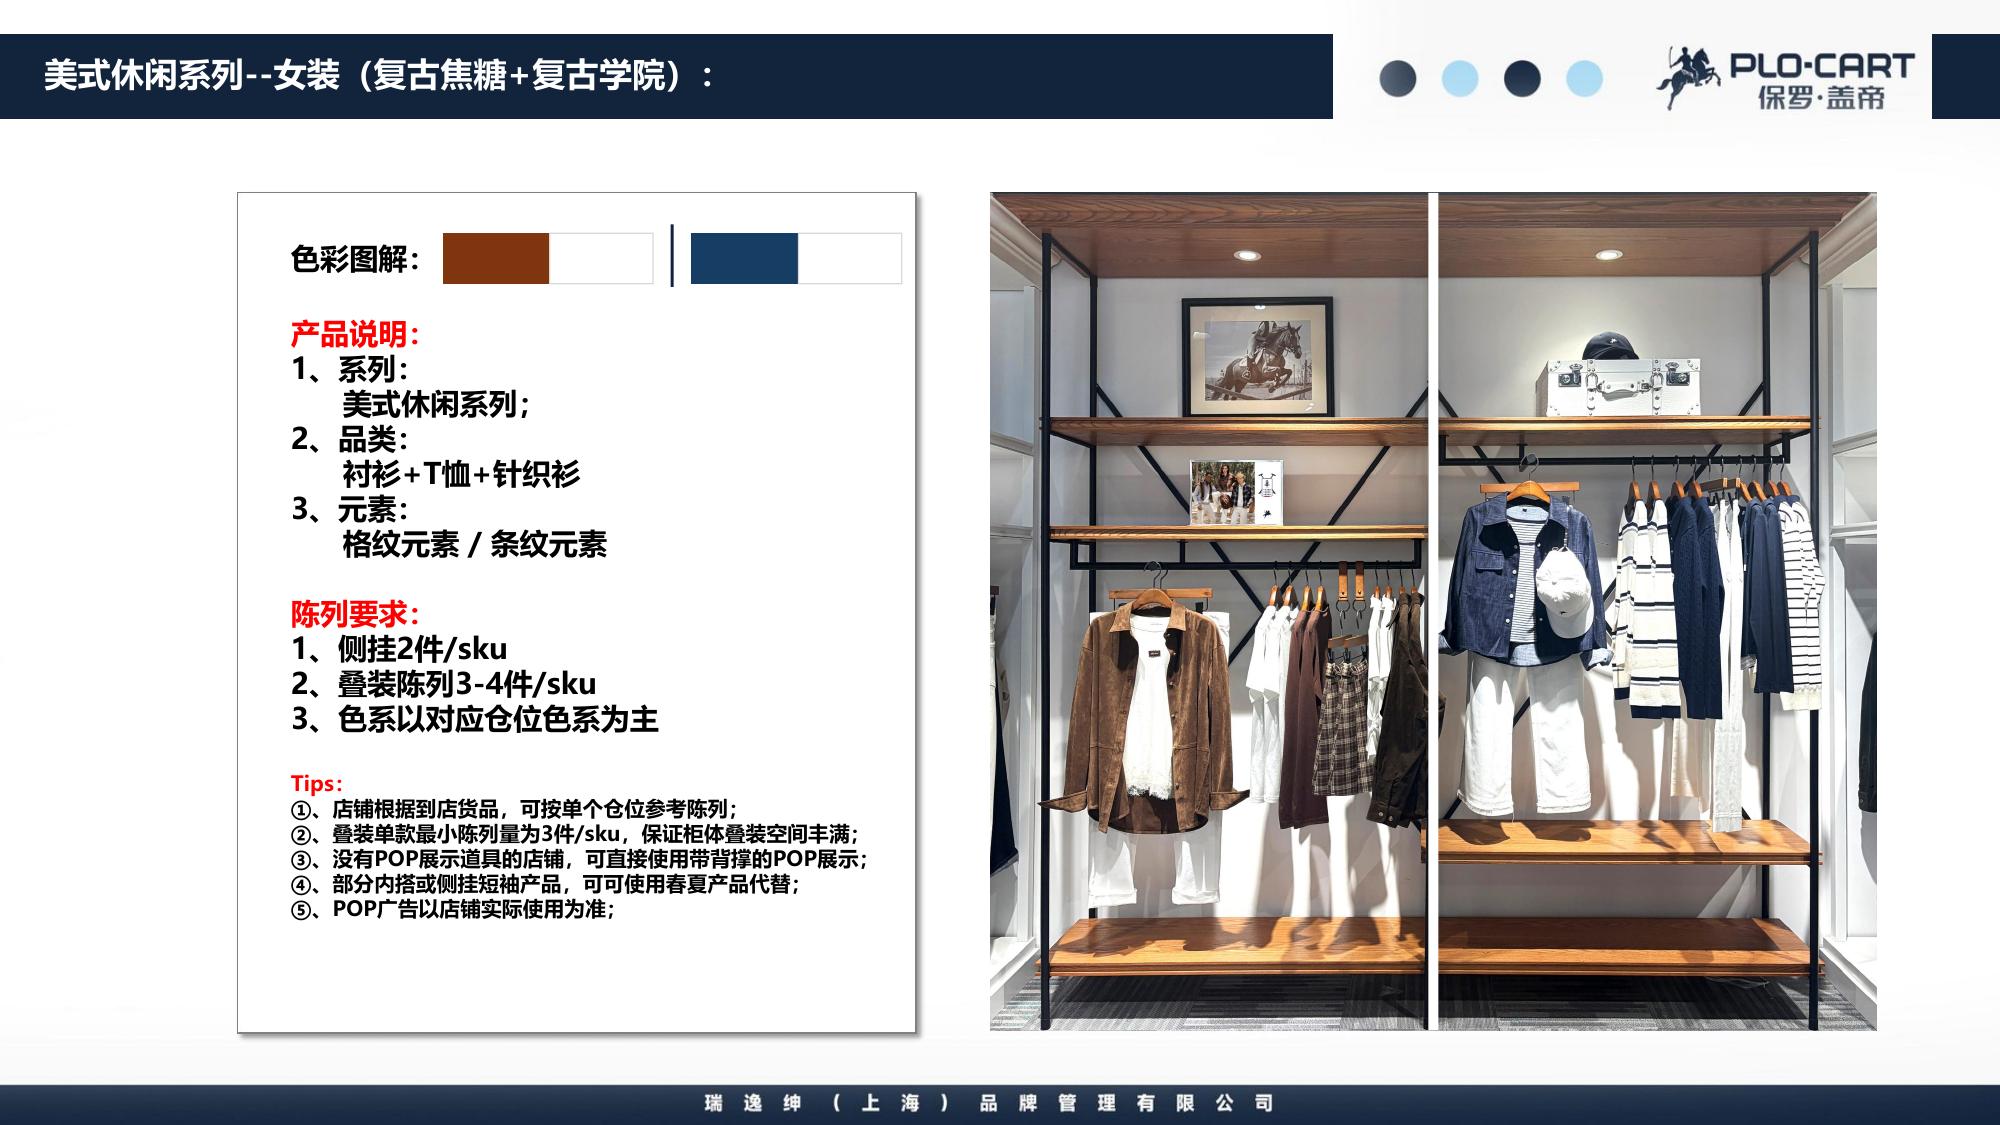 美式休闲系列--女装（复古焦糖+复古学院）：
PLO·CART
保罗·盖帝
色彩图解：
产品说明：
1、系列：
美式休闲系列；
2、品类：
衬衫+T恤+针织衫
3、元素：
格纹元素 / 条纹元素
陈列要求：
1、侧挂2件/sku
2、叠装陈列3-4件/sku
3、色系以对应仓位色系为主
Tips：
①、店铺根据到店货品，可按单个仓位参考陈列；
②、叠装单款最小陈列量为3件/sku，保证柜体叠装空间丰满；
③、没有POP展示道具的店铺，可直接使用带背撑的POP展示；
④、部分内搭或侧挂短袖产品，可可使用春夏产品代替；
⑤、POP广告以店铺实际使用为准；
瑞逸绅（上海）品牌管理有限公司